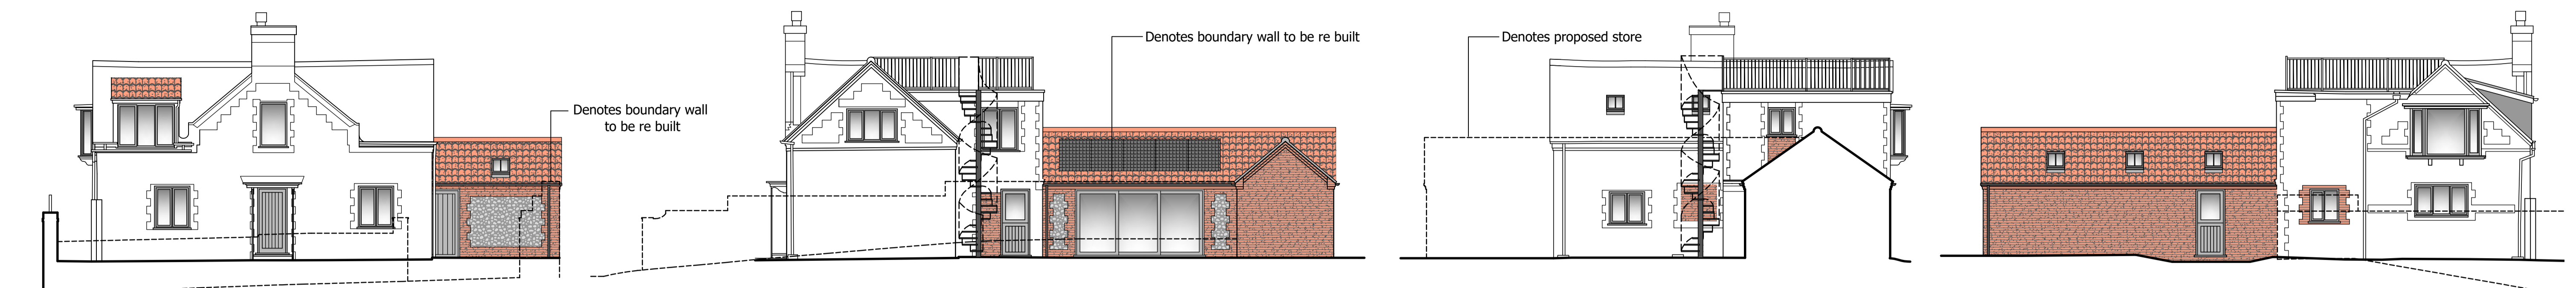 Denotes boundary wall
to be re built
Denotes boundary wall to be re built
Denotes proposed store